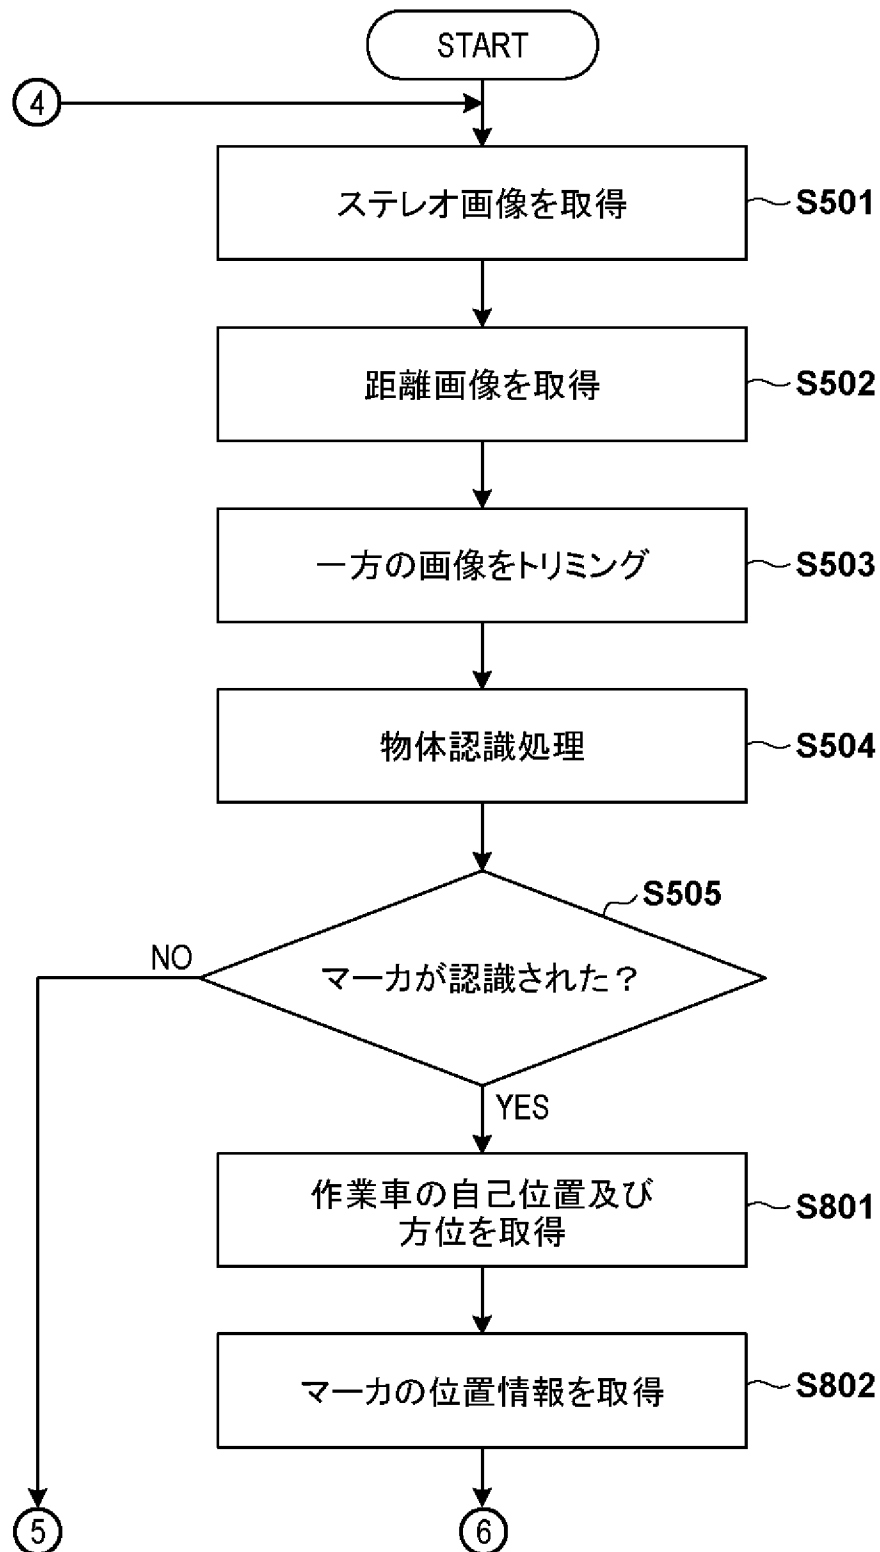 START
4
ステレオ画像を取得
S501
距離画像を取得
S502
一方の画像をトリミング
S503
物体認識処理
S504
S505
NO
マーカが認識された？
YES
作業車の自己位置及び
方位を取得
S801
マーカの位置情報を取得
S802
5
6